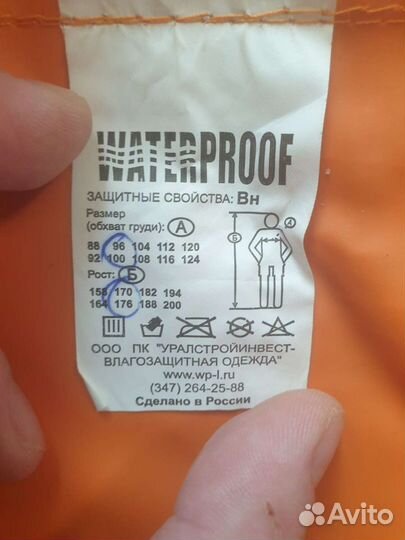 WATERPROOF
ЗАЩИТНЫЕ СВОЙСТВА: Вн
Размер
(обхват груди): А
88 96 104 112 120
92 100 108 116 124
Рост: Б
158 170 182 194
164 176 188 200
А
Б
ООО ПК "УРАЛСТРОЙИНВЕСТ-
ВЛАГОЗАЩИТНАЯ ОДЕЖДА"
www.wp-l.ru
(347) 264-25-88
Сделано в России
Avito